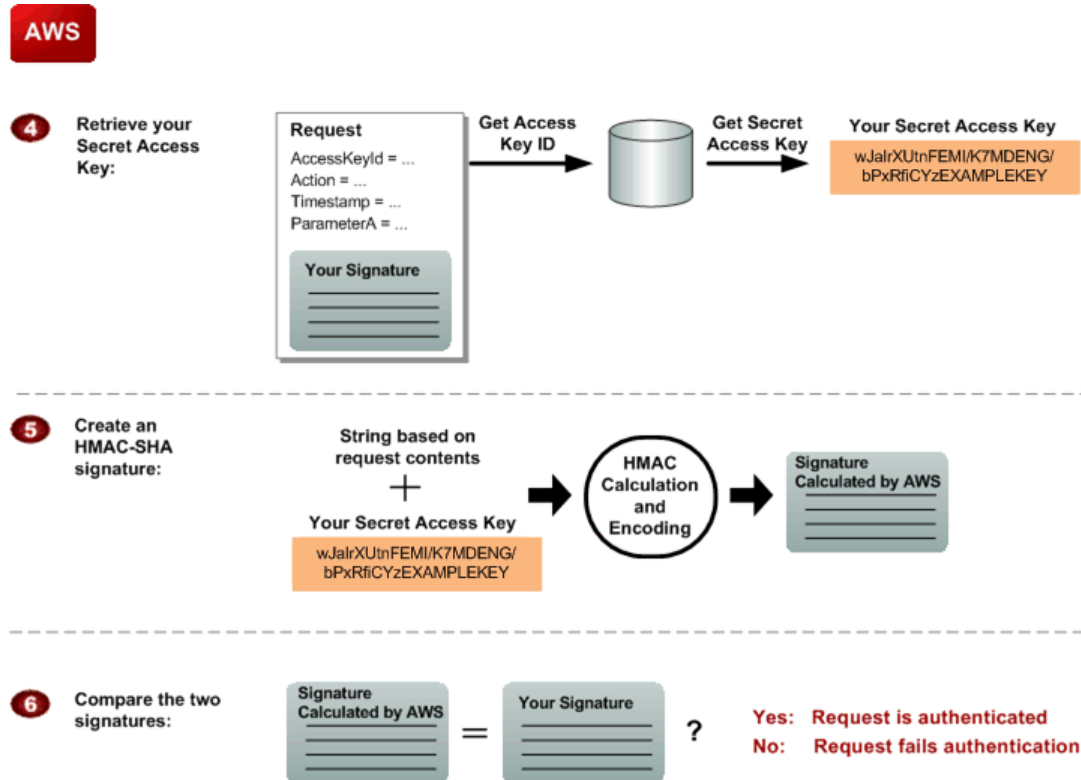 AWS
4
Retrieve your
Secret Access
Key:
Request
AccessKeyId = ...
Action = ...
Timestamp = ...
ParameterA = ...
Your Signature
Get Access
Key ID
Get Secret
Access Key
Your Secret Access Key
wJalrXUtnFEMI/K7MDENG/
bPxRfiCYzEXAMPLEKEY
5
Create an
HMAC-SHA
signature:
String based on
request contents
+
Your Secret Access Key
wJalrXUtnFEMI/K7MDENG/
bPxRfiCYzEXAMPLEKEY
HMAC
Calculation
and
Encoding
Signature
Calculated by AWS
6
Compare the two
signatures:
Signature
Calculated by AWS
=
Your Signature
?
Yes: Request is authenticated
No: Request fails authentication